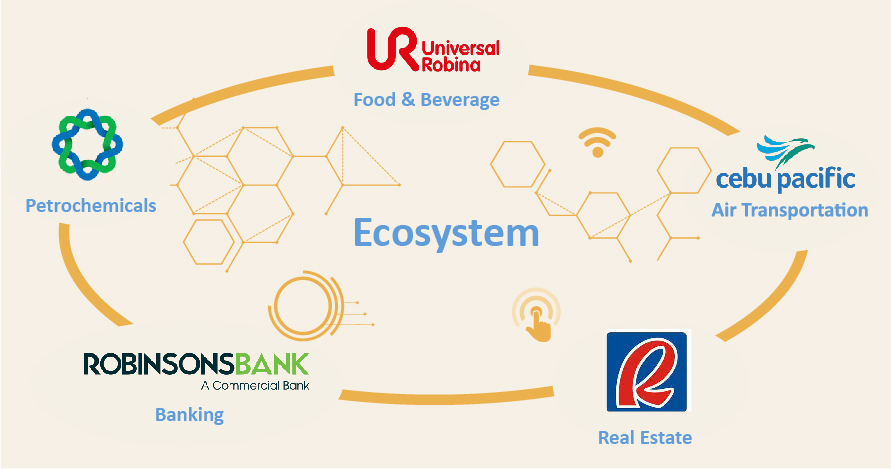 Universal
Robina
Food & Beverage
cebu pacific
Air Transportation
Petrochemicals
Ecosystem
ROBINSONSBANK
A Commercial Bank
Banking
R
Real Estate